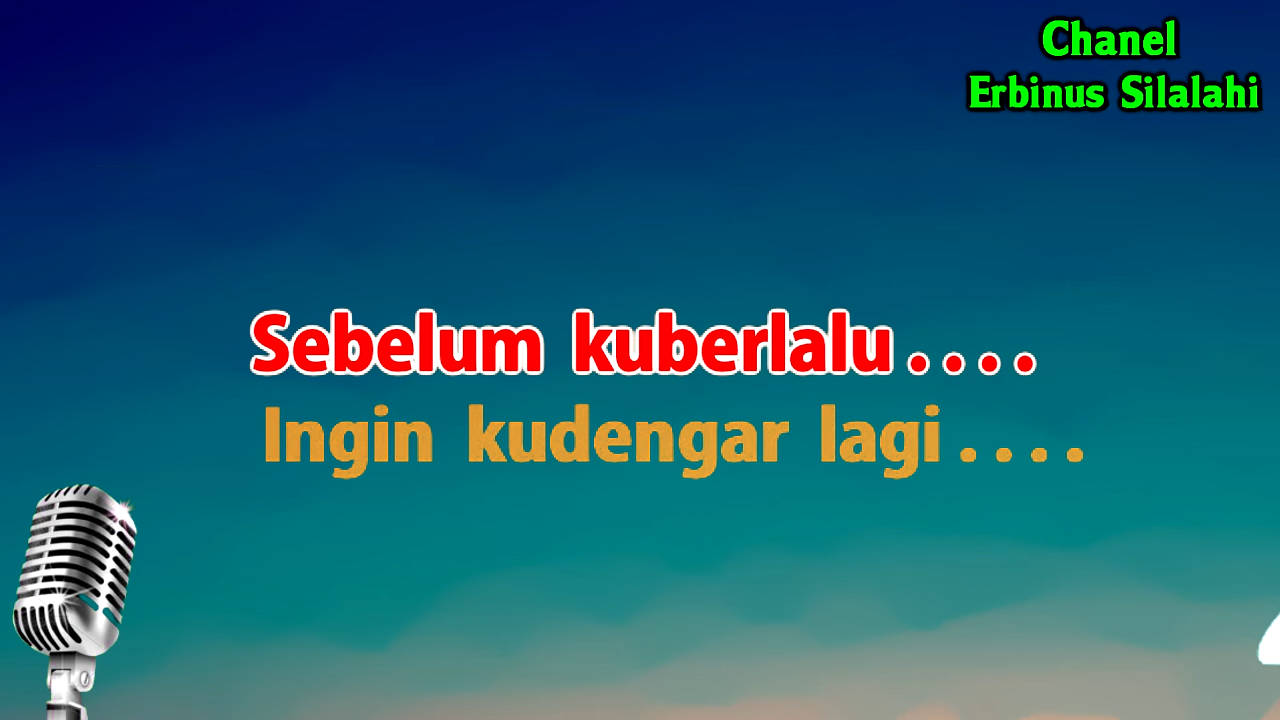 Chanel
Erbinus Silalahi
Sebelum kuberlalu....
Ingin kudengar lagi....